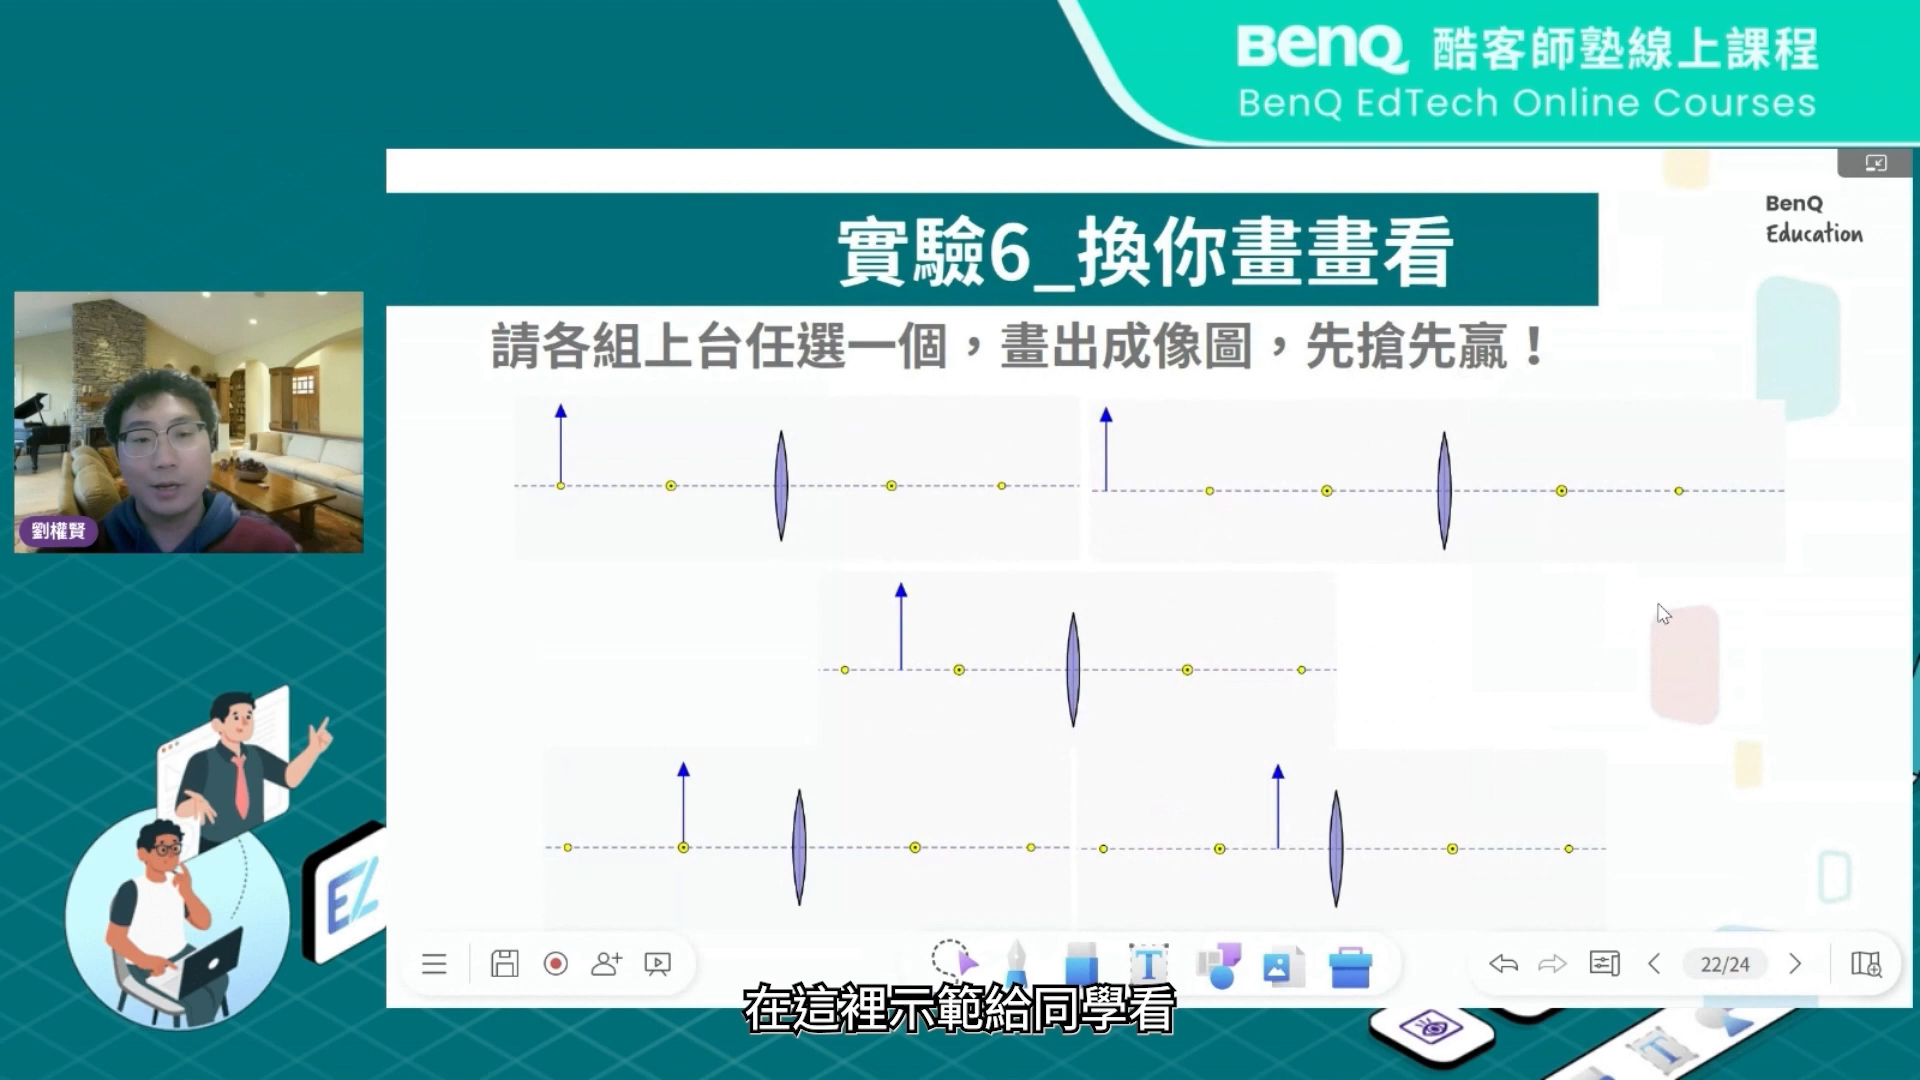 BenQ 酷客師塾線上課程
BenQ EdTech Online Courses
BenQ
Education
實驗6_換你畫畫看
請各組上台任選一個，畫出成像圖，先搶先贏！
劉權賢
EZ
T
22/24
在這裡示範給同學看
T